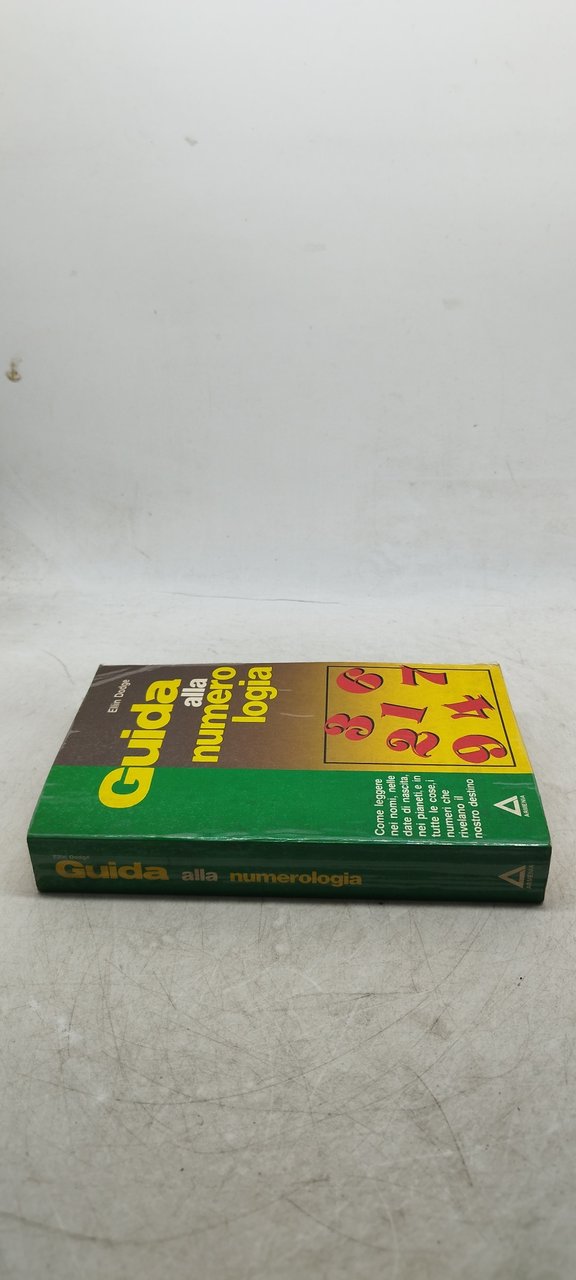 Ellin Dodge
Guida
alla
numero
logia
3 6
2 1 7
9 4
Come leggere
nei nomi, nelle
date di nascita,
nei pianeti, e in
tutte le cose, i
numeri che
rivelano il
nostro destino
ARMENIA
Ellin Dodge
Guida alla numerologia
ARMENIA